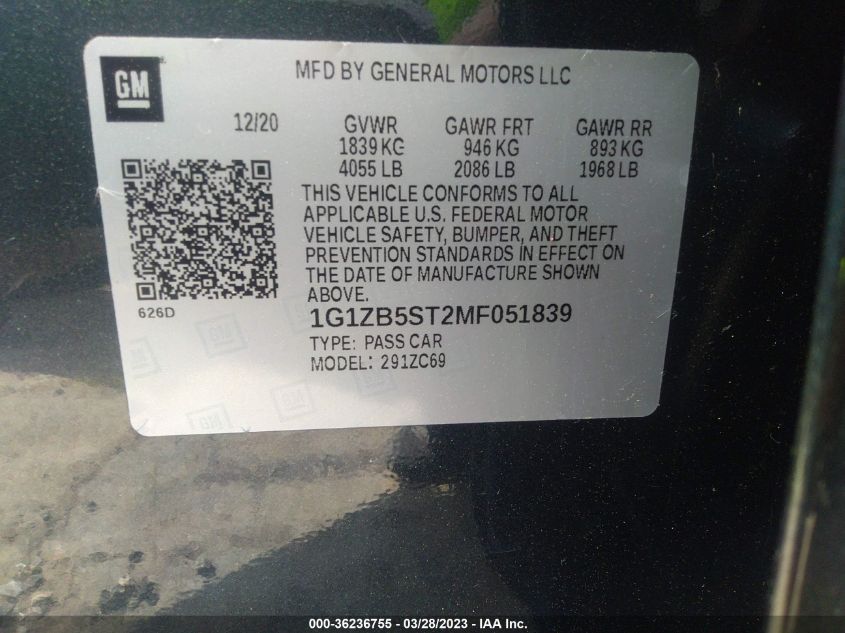 GM
MFD BY GENERAL MOTORS LLC
12/20 GVWR GAWR FRT GAWR RR
1839 KG 946 KG 893 KG
4055 LB 2086 LB 1968 LB
THIS VEHICLE CONFORMS TO ALL
APPLICABLE U.S. FEDERAL MOTOR
VEHICLE SAFETY, BUMPER, AND THEFT
PREVENTION STANDARDS IN EFFECT ON
THE DATE OF MANUFACTURE SHOWN
ABOVE.
626D
1G1ZB5ST2MF051839
TYPE: PASS CAR
MODEL: 291ZC69
000-36236755 - 03/28/2023 - IAA Inc.